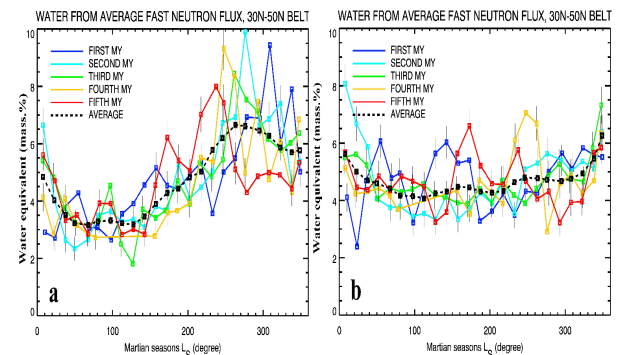 WATER FROM AVERAGE FAST NEUTRON FLUX, 30N-50N BELT
Water equivalent (mass.%)
10
8
6
4
2
0
FIRST MY
SECOND MY
THIRD MY
FOURTH MY
FIFTH MY
AVERAGE
a
0
100
200
300
Martian seasons Ls (degree)
WATER FROM AVERAGE FAST NEUTRON FLUX, 30N-50N BELT
Water equivalent (mass.%)
10
8
6
4
2
0
FIRST MY
SECOND MY
THIRD MY
FOURTH MY
FIFTH MY
AVERAGE
b
0
100
200
300
Martian seasons Ls (degree)